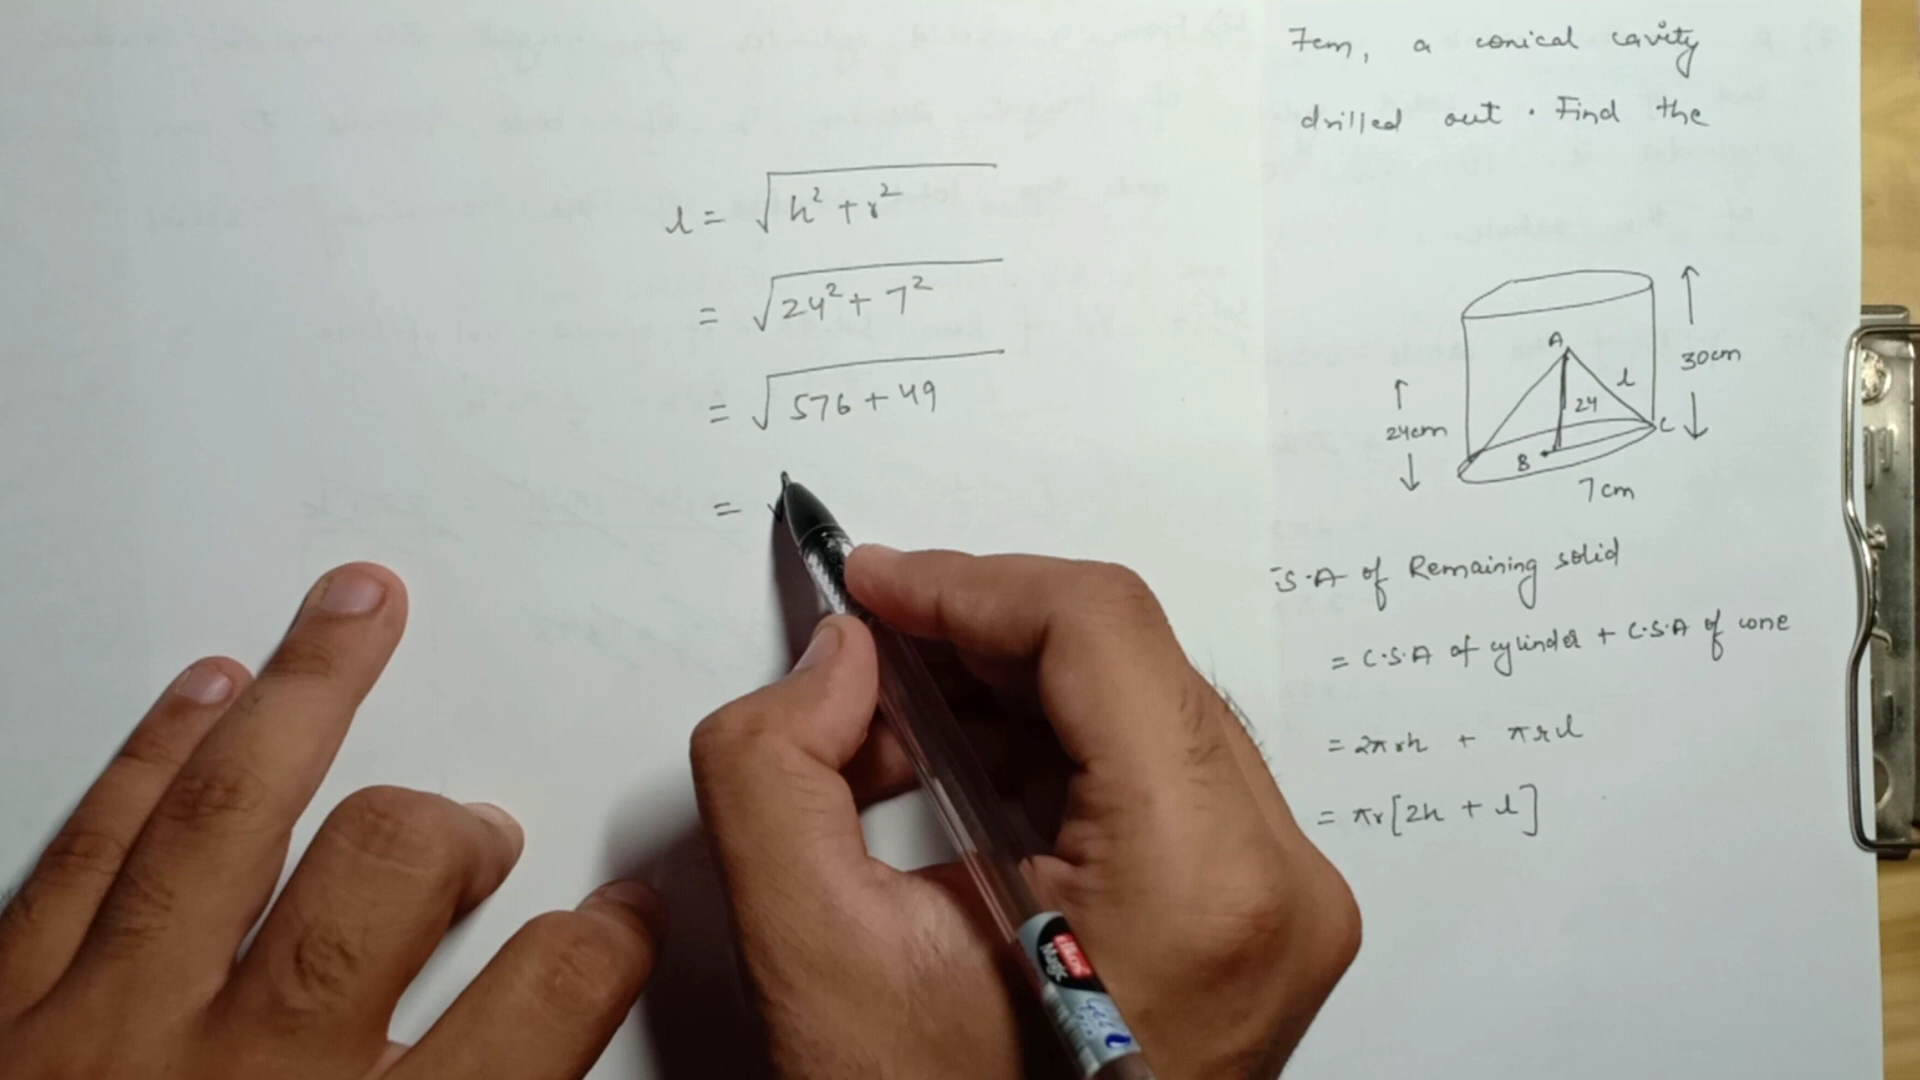 7cm, a conical cavity
drilled out. Find the
l = √h² + r²
= √24² + 7²
= √576 + 49
= √
A
l
30cm
24
24cm
C
B
7cm
S.A of Remaining solid
= C.S.A of cylinder + C.S.A of cone
= 2πrh + πrl
= πr[2h + l]